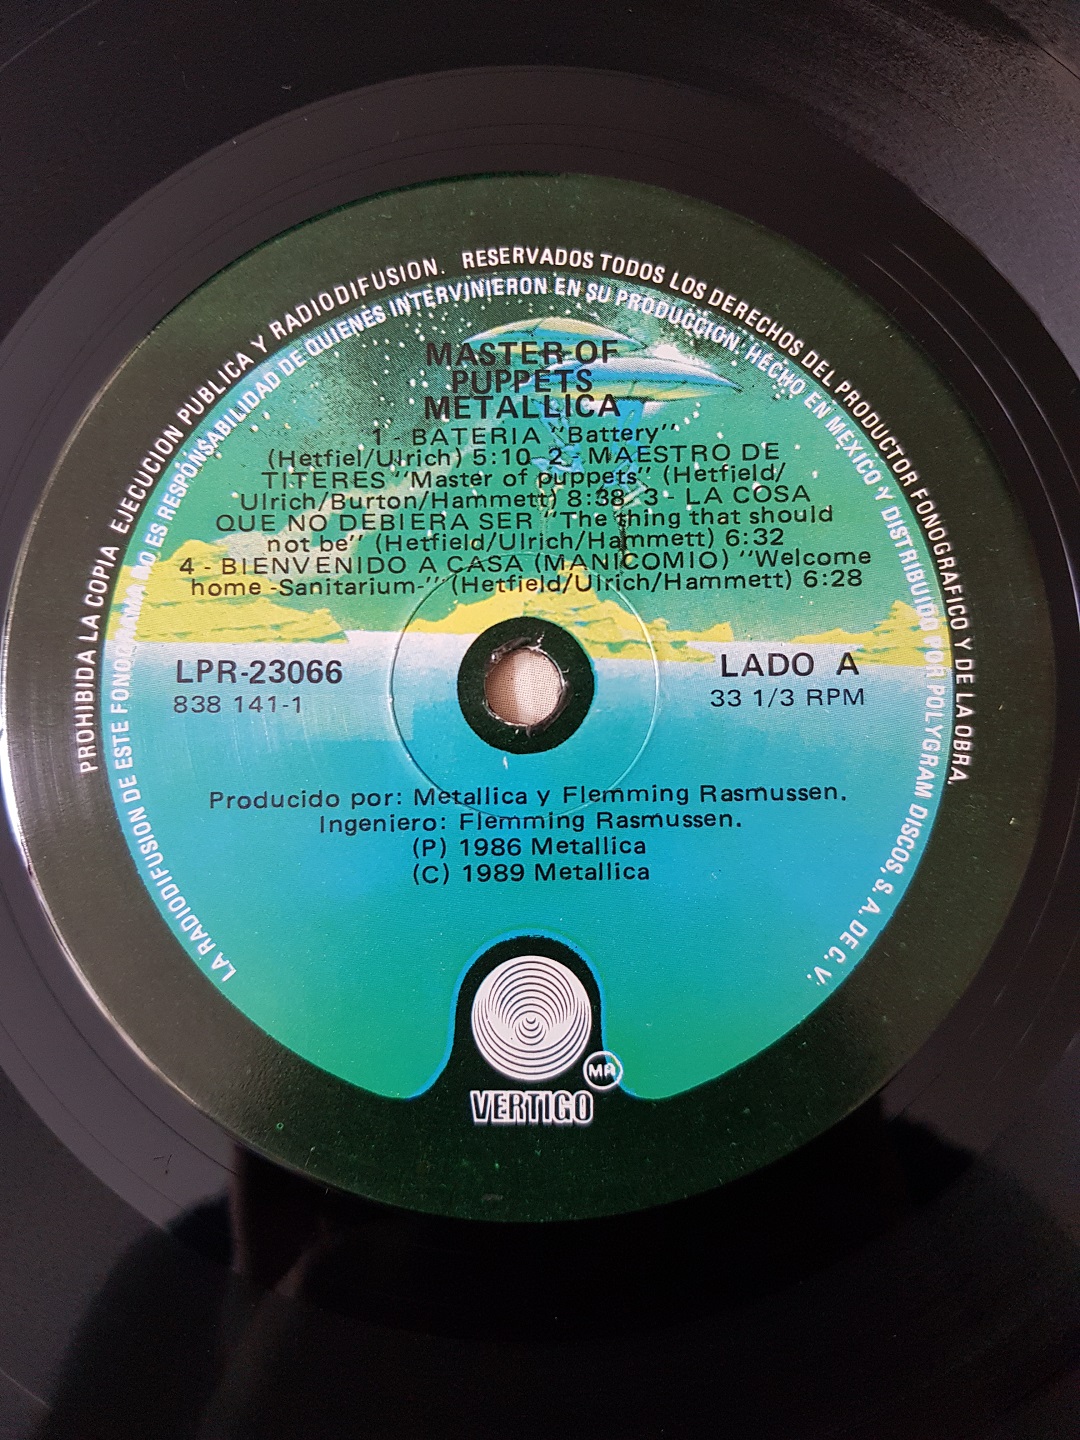 PROHIBIDA LA COPIA EJECUCION PUBLICA Y RADIODIFUSION. RESERVADOS TODOS LOS DERECHOS DEL PRODUCTOR FONOGRAFICO Y DE LA OBRA.
LA RADIODIFUSION DE ESTE FONOGRAMA NO ES RESPONSABILIDAD DE QUIENES INTERVINIERON EN SU PRODUCCION. HECHO EN MEXICO Y DISTRIBUIDO POR POLYGRAM DISCOS, S. A. DE C. V.
MASTER OF
PUPPETS
METALLICA
1 - BATERIA "Battery"
(Hetfiel/Ulrich) 5:10 2 - MAESTRO DE
TITERES "Master of puppets" (Hetfield/
Ulrich/Burton/Hammett) 8:38 3 - LA COSA
QUE NO DEBIERA SER "The thing that should
not be" (Hetfield/Ulrich/Hammett) 6:32
4 - BIENVENIDO A CASA (MANICOMIO) "Welcome
home -Sanitarium-" (Hetfield/Ulrich/Hammett) 6:28
LPR-23066
838 141-1
LADO A
33 1/3 RPM
Producido por: Metallica y Flemming Rasmussen.
Ingeniero: Flemming Rasmussen.
(P) 1986 Metallica
(C) 1989 Metallica
MR
VERTIGO